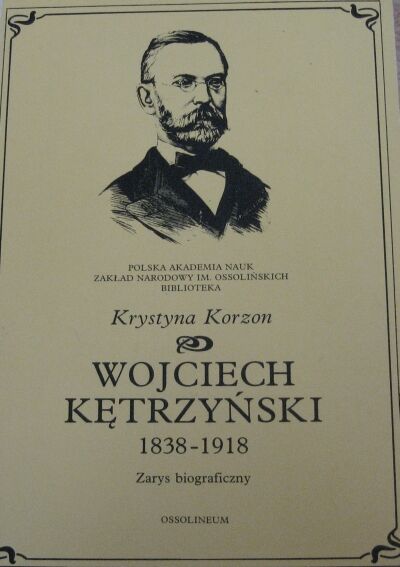 POLSKA AKADEMIA NAUK
ZAKŁAD NARODOWY IM. OSSOLIŃSKICH
BIBLIOTEKA
Krystyna Korzon
WOJCIECH
KĘTRZYŃSKI
1838-1918
Zarys biograficzny
OSSOLINEUM